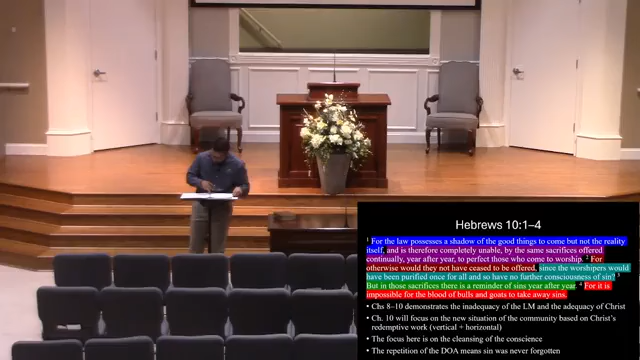 Hebrews 10:1–4
1 For the law possesses a shadow of the good things to come but not the reality
itself, and is therefore completely unable, by the same sacrifices offered
continually, year after year, to perfect those who come to worship. 2 For
otherwise would they not have ceased to be offered, since the worshipers would
have been purified once for all and so have no further consciousness of sin? 3
But in those sacrifices there is a reminder of sins year after year. 4 For it is
impossible for the blood of bulls and goats to take away sins.
• Chs 8–10 demonstrates the inadequacy of the LM and the adequacy of Christ
• Ch. 10 will focus on the new situation of the community based on Christ's
redemptive work (vertical + horizontal)
• The focus here is on the cleansing of the conscience
• The repetition of the DOA means sin was never forgotten